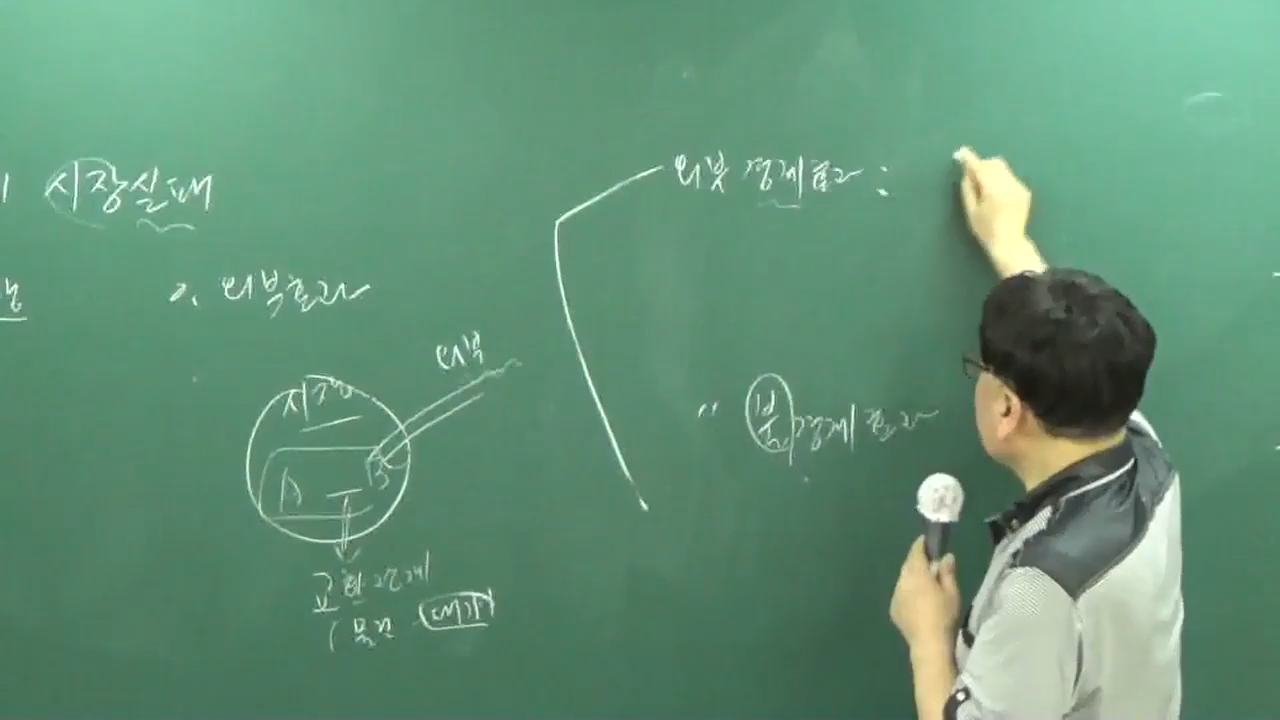 시장실패
2. 외부효과
시장
외부
A
B
교환관계
(물건 대가
외부 경제효과 :
" 불경제 효과